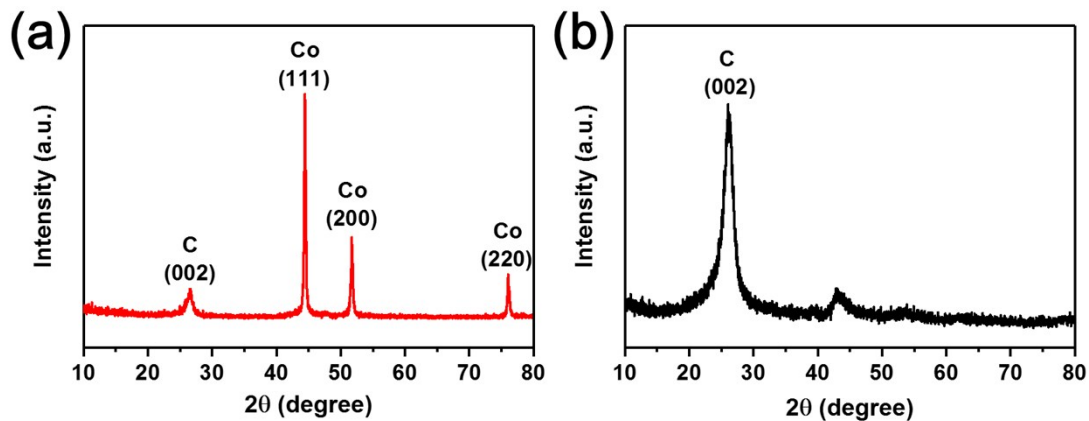 (a)
Co
(111)
Co
(200)
C
(002)
Co
(220)
Intensity (a.u.)
10 20 30 40 50 60 70 80
2θ (degree)
(b)
C
(002)
Intensity (a.u.)
10 20 30 40 50 60 70 80
2θ (degree)